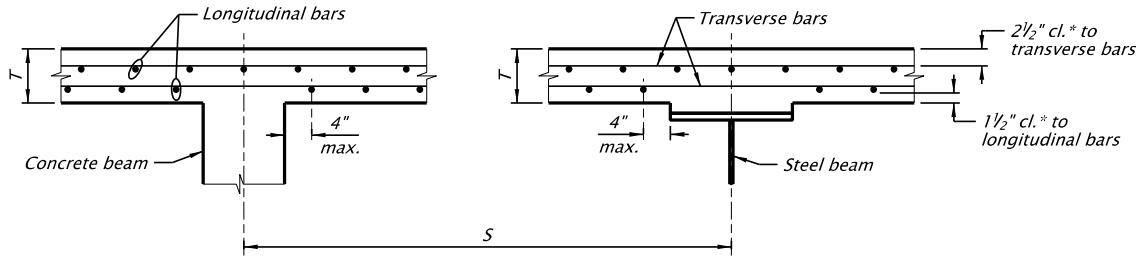 Longitudinal bars
Transverse bars
2½" cl.* to
transverse bars
T
T
4"
max.
4"
max.
1½" cl.* to
longitudinal bars
Concrete beam
Steel beam
S